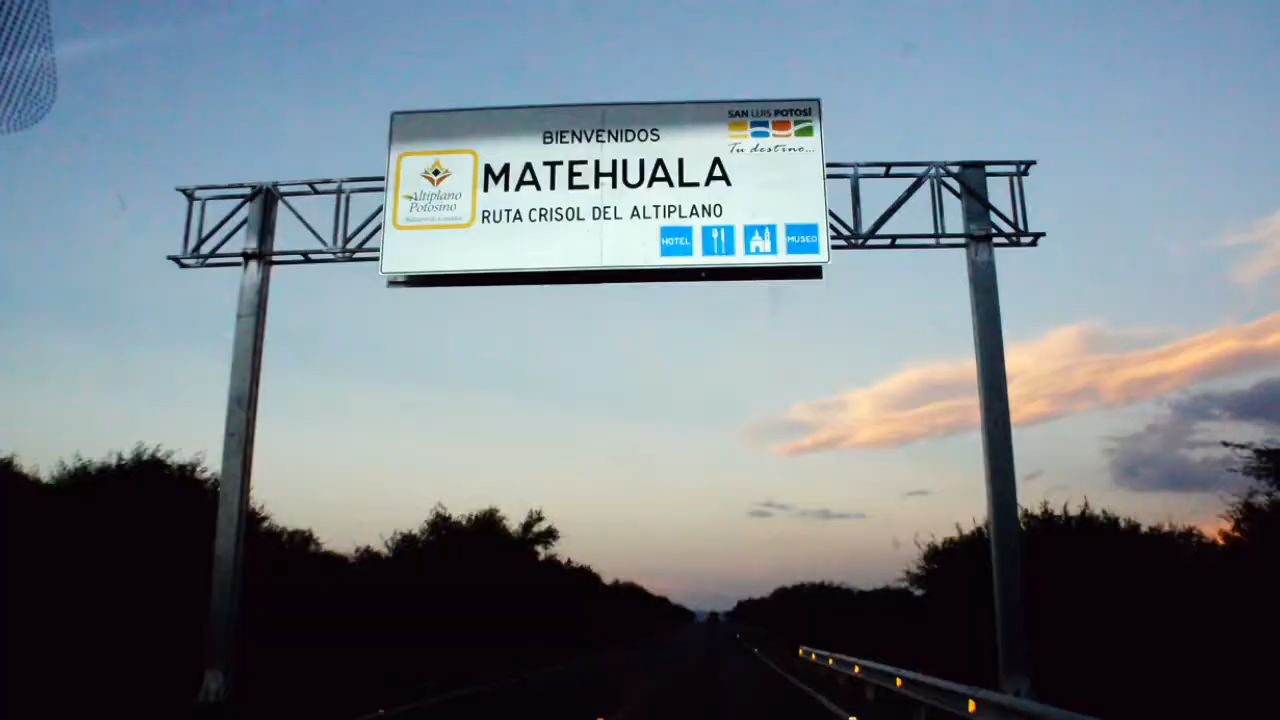 SAN LUIS POTOSÍ
Tu destino...
BIENVENIDOS
MATEHUALA
RUTA CRISOL DEL ALTIPLANO
Altiplano
Potosino
HOTEL
MUSEO